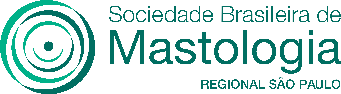 Sociedade Brasileira de
Mastologia
REGIONAL SÃO PAULO